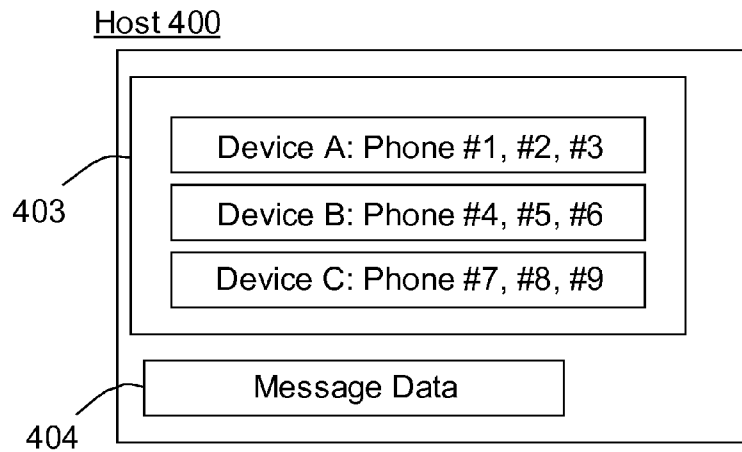 Host 400
Device A: Phone #1, #2, #3
403
Device B: Phone #4, #5, #6
Device C: Phone #7, #8, #9
Message Data
404